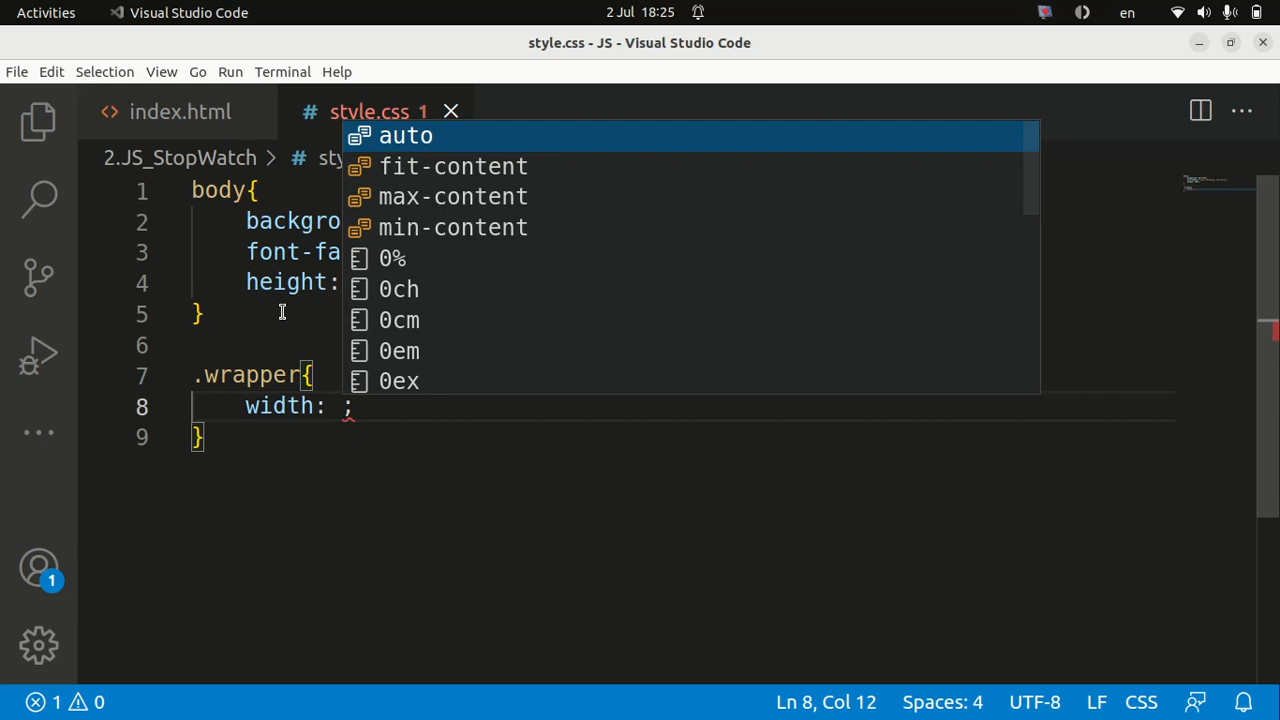 Activities Visual Studio Code 2 Jul 18:25 en
style.css - JS - Visual Studio Code
File Edit Selection View Go Run Terminal Help
index.html # style.css 1
2.JS_StopWatch > # sty
1 body{
2 backgro
3 font-fa
4 height:
5 }
6
7 .wrapper{
8 width: ;
9 }
auto
fit-content
max-content
min-content
0%
0ch
0cm
0em
0ex
1
1 0 Ln 8, Col 12 Spaces: 4 UTF-8 LF CSS